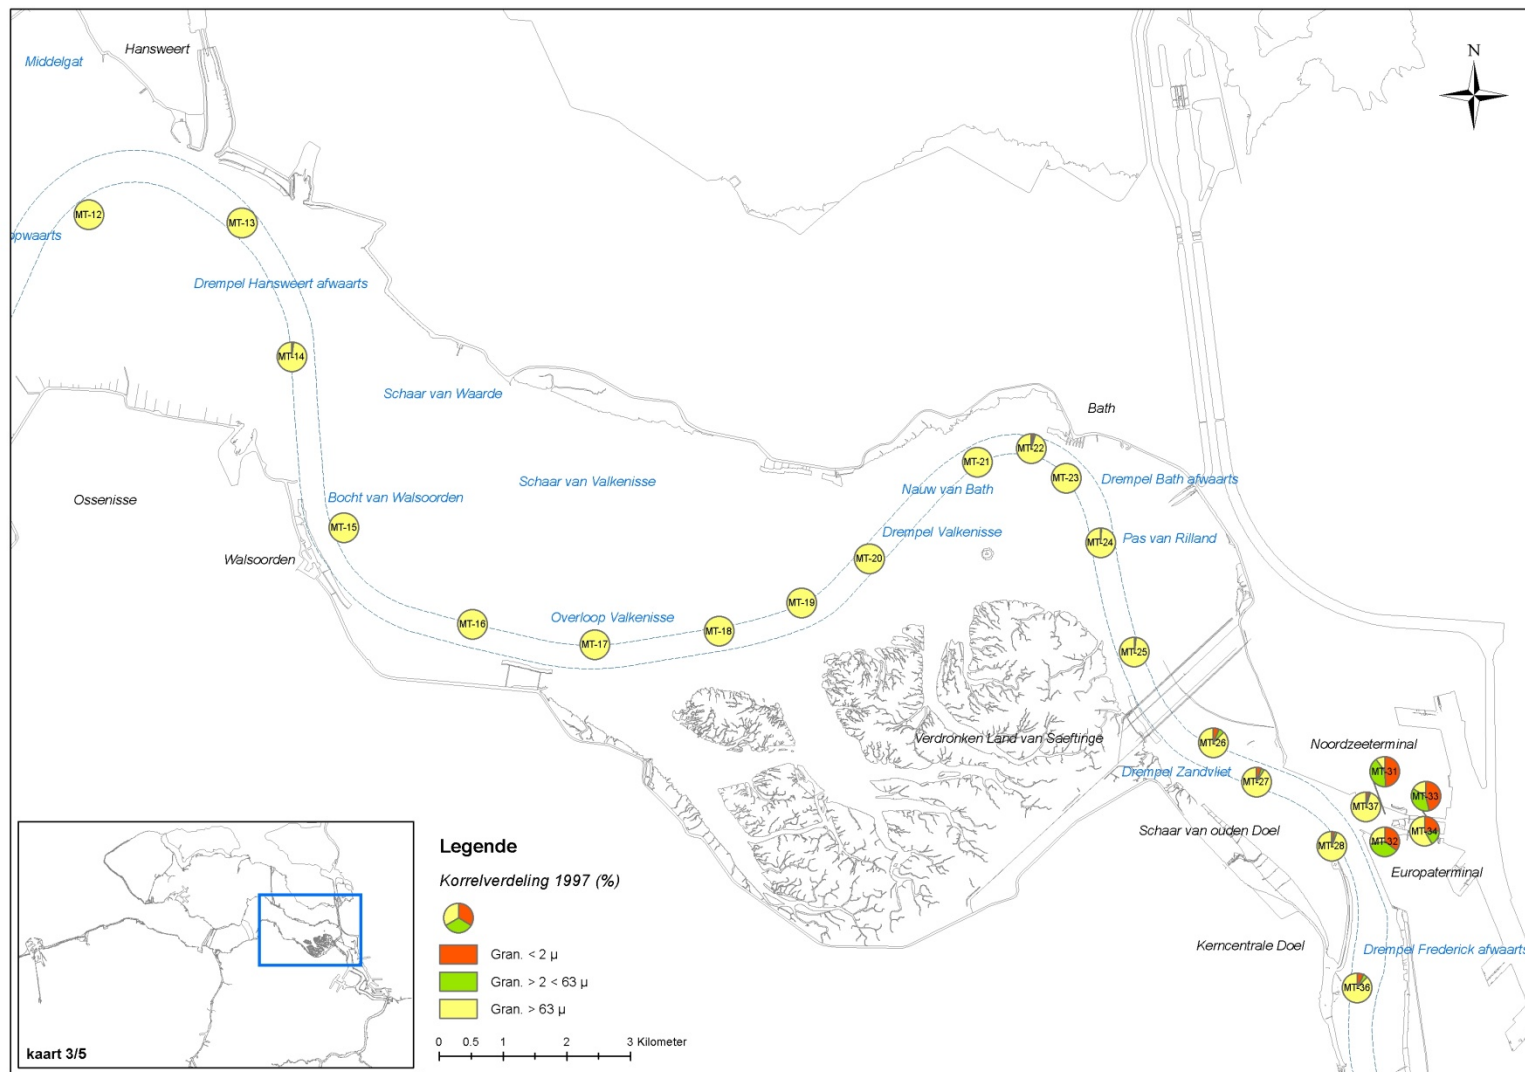 Hansweert
Middelgat
N
MT-12
MT-13
opwaarts
Drempel Hansweert afwaarts
MT-14
Schaar van Waarde
Bath
MT-22
MT-21
MT-23
Drempel Bath afwaarts
Schaar van Valkenisse
Nauw van Bath
Ossenisse
Bocht van Walsoorden
MT-15
Drempel Valkenisse
MT-24
Pas van Rilland
Walsoorden
MT-20
MT-19
Overloop Valkenisse
MT-16
MT-18
MT-17
MT-25
Verdronken Land van Saeftinge
MT-26
Noordzeeterminal
Drempel Zandvliet
MT-31
MT-27
MT-33
MT-37
Schaar van ouden Doel
MT-34
MT-28
MT-32
Europaterminal
Kerncentrale Doel
Drempel Frederick afwaarts
MT-36
Legende
Korrelverdeling 1997 (%)
Gran. < 2 µ
Gran. > 2 < 63 µ
Gran. > 63 µ
0 0.5 1 2 3 Kilometer
kaart 3/5